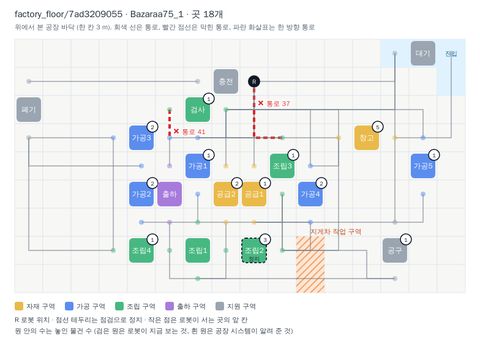 factory_floor/7ad3209055 · Bazaraa75_1 · 곳 18개
위에서 본 공장 바닥 (한 칸 3 m). 회색 선은 통로, 빨간 점선은 막힌 통로, 파란 화살표는 한 방향 통로
대기
충전
R
폐기
검사
1
✕ 통로 37
✕ 통로 41
가공3
2
창고
5
가공1
1
조립3
1
가공5
1
가공2
2
출하
공급2
2
공급1
2
가공4
1
지게차 작업 구역
조립4
1
조립1
조립2
3
공구
1
자재 구역
가공 구역
조립 구역
출하 구역
지원 구역
R 로봇 위치 · 점선 테두리는 점검으로 정지 · 작은 점은 로봇이 서는 곳의 앞 칸
원 안의 수는 놓인 물건 수 (검은 원은 로봇이 지금 보는 것, 흰 원은 공장 시스템이 알려 준 것)